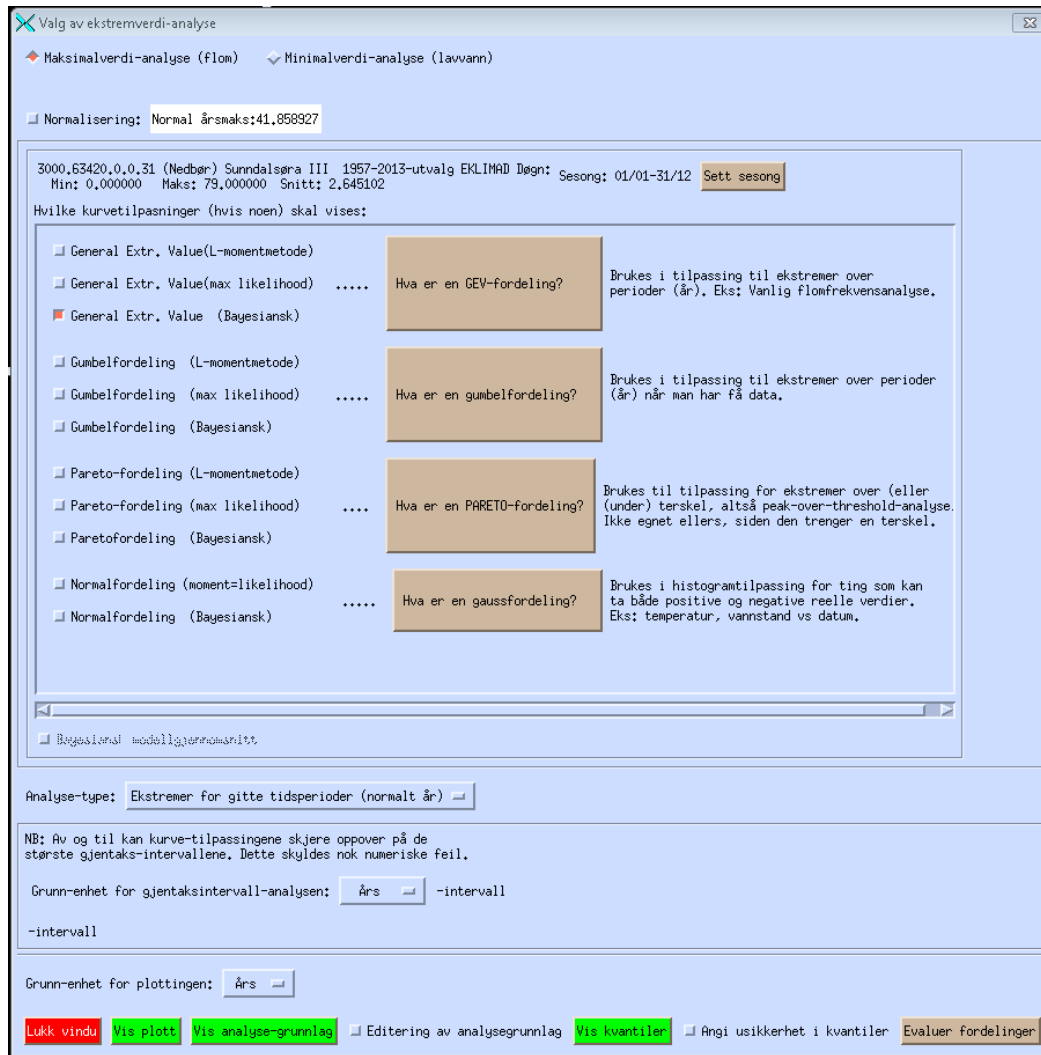 Valg av ekstremverdi-analyse
Maksimalverdi-analyse (flom) Minimalverdi-analyse (lavvann)
Normalisering: Normal årsmaks:41.858927
3000.63420.0.0.31 (Nedbør) Sunndalsøra III 1957-2013-utvalg EKLIMAD Døgn:
Min: 0.000000 Maks: 79.000000 Snitt: 2.645102
Sesong: 01/01-31/12 Sett sesong
Hvilke kurvetilpasninger (hvis noen) skal vises:
General Extr. Value(L-momentmetode)
General Extr. Value(max likelihood) .....
General Extr. Value (Bayesiansk)
Hva er en GEV-fordeling?
Brukes i tilpassing til ekstremer over
perioder (år). Eks: Vanlig flomfrekvensanalyse.
Gumbelfordeling (L-momentmetode)
Gumbelfordeling (max likelihood) .....
Gumbelfordeling (Bayesiansk)
Hva er en gumbelfordeling?
Brukes i tilpassing til ekstremer over perioder
(år) når man har få data.
Pareto-fordeling (L-momentmetode)
Pareto-fordeling (max likelihood) ....
Paretofordeling (Bayesiansk)
Hva er en PARETO-fordeling?
Brukes til tilpassing for ekstremer over (eller
(under) terskel, altså peak-over-threshold-analyse.
Ikke egnet ellers, siden den trenger en terskel.
Normalfordeling (moment=likelihood)
.....
Normalfordeling (Bayesiansk)
Hva er en gaussfordeling?
Brukes i histogramtilpassing for ting som kan
ta både positive og negative reelle verdier.
Eks: temperatur, vannstand vs datum.
Bayesiansk modellgjennomsnitt
Analyse-type: Ekstremer for gitte tidsperioder (normalt år)
NB: Av og til kan kurve-tilpassingene skjere oppover på de
største gjentaks-intervallene. Dette skyldes nok numeriske feil.
Grunn-enhet for gjentaksintervall-analysen: Års -intervall
-intervall
Grunn-enhet for plottingen: Års
Lukk vindu Vis plott Vis analyse-grunnlag Editering av analysegrunnlag Vis kvantiler Angi usikkerhet i kvantiler Evaluer fordelinger